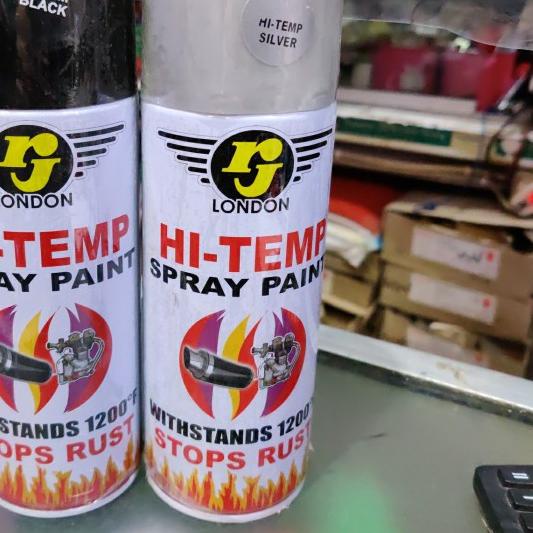 BLACK
rj
ONDON
-TEMP
AY PAINT
STANDS 1200°F
OPS RUST
HI-TEMP
SILVER
rj
LONDON
HI-TEMP
SPRAY PAINT
WITHSTANDS 1200°
STOPS RUST